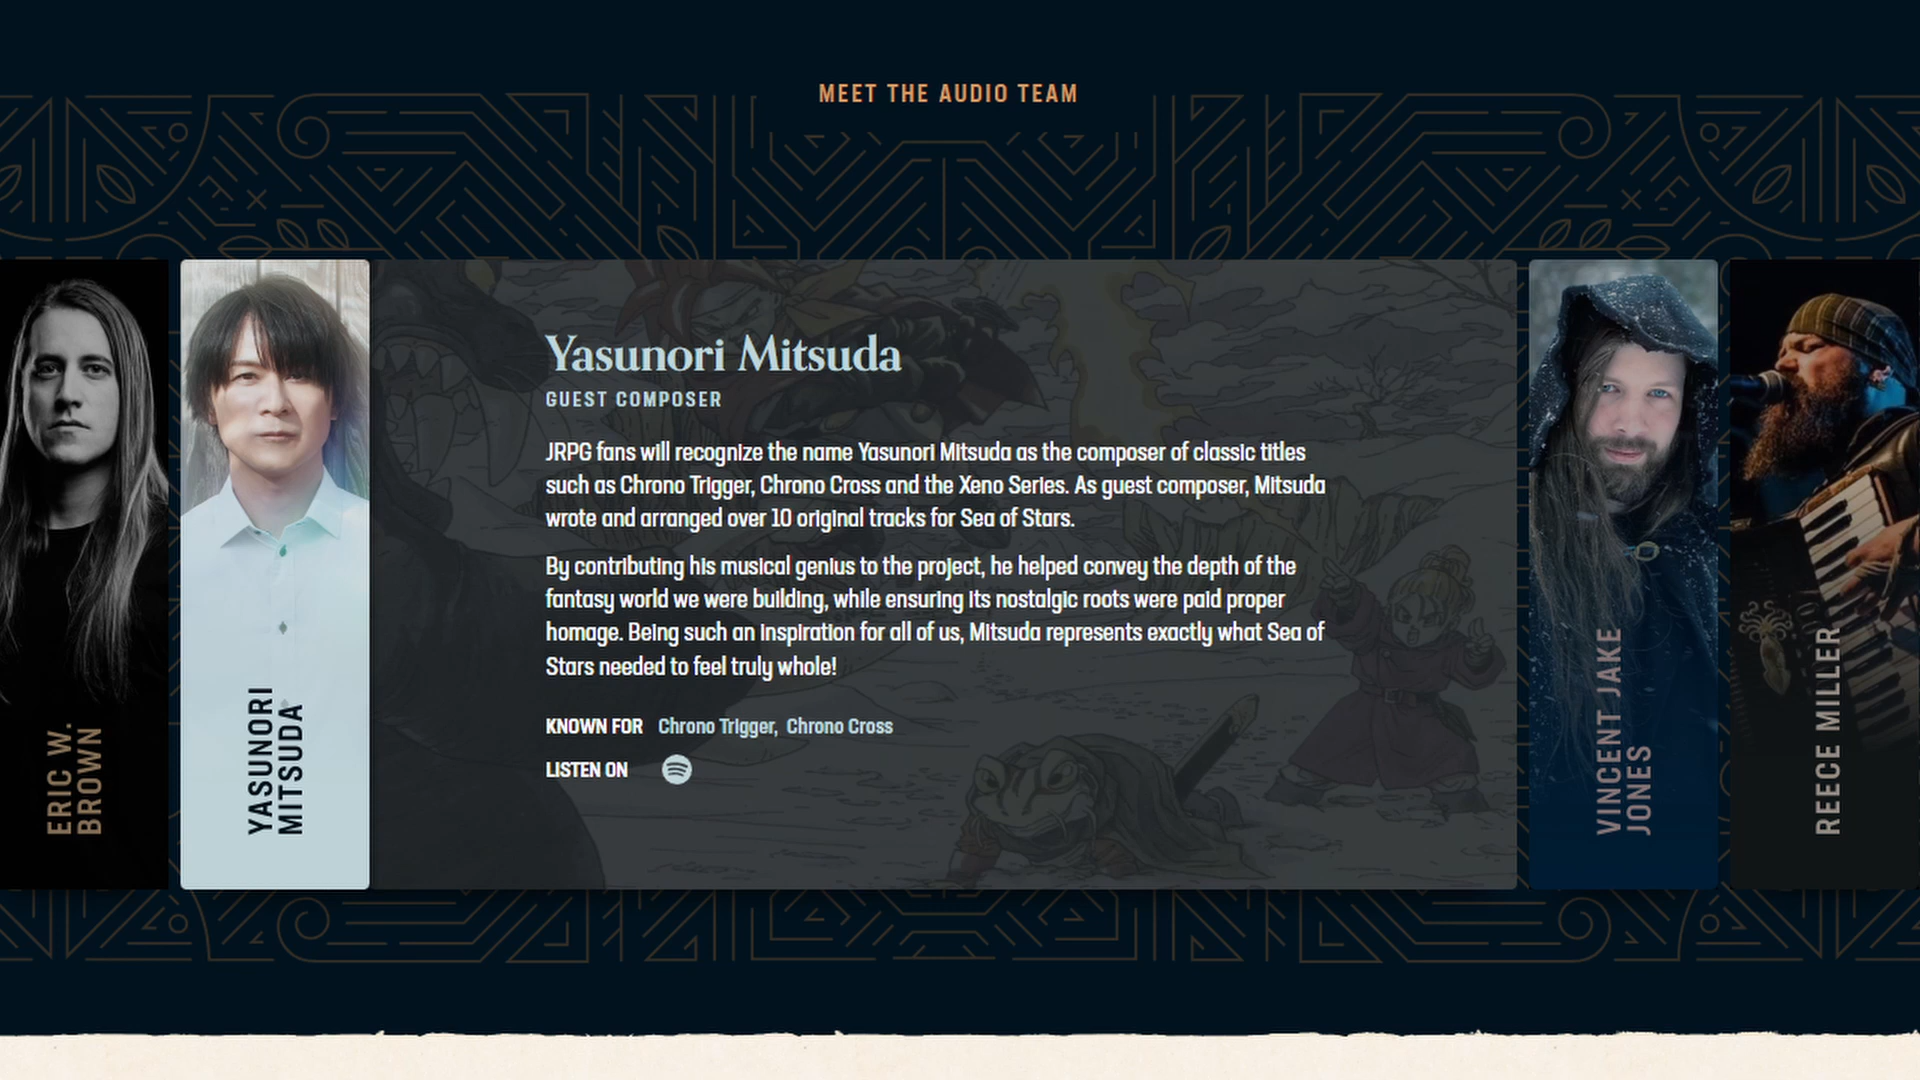 MEET THE AUDIO TEAM
ERIC W.
BROWN
YASUNORI
MITSUDA
Yasunori Mitsuda
GUEST COMPOSER
JRPG fans will recognize the name Yasunori Mitsuda as the composer of classic titles
such as Chrono Trigger, Chrono Cross and the Xeno Series. As guest composer, Mitsuda
wrote and arranged over 10 original tracks for Sea of Stars.
By contributing his musical genius to the project, he helped convey the depth of the
fantasy world we were building, while ensuring its nostalgic roots were paid proper
homage. Being such an inspiration for all of us, Mitsuda represents exactly what Sea of
Stars needed to feel truly whole!
KNOWN FOR Chrono Trigger, Chrono Cross
LISTEN ON
VINCENT JAKE
JONES
REECE MILLER